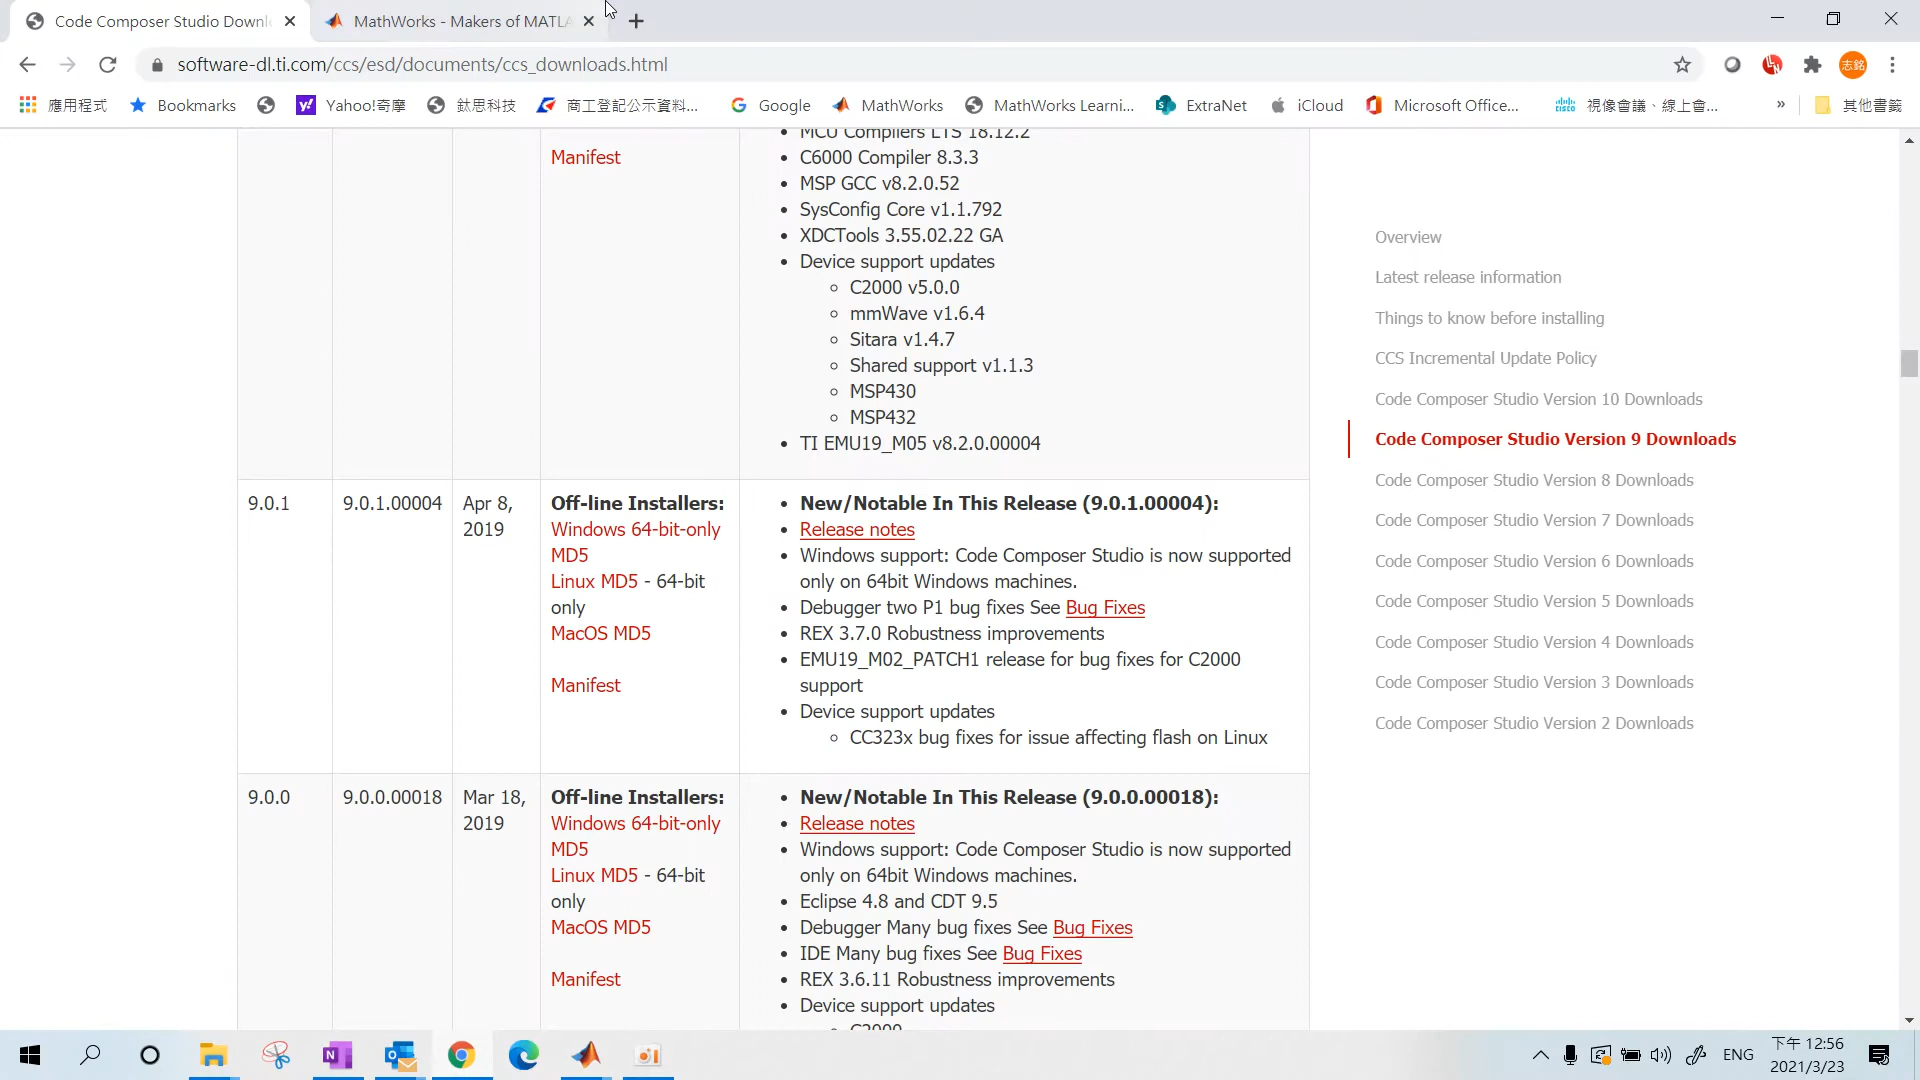 Code Composer Studio Downl
MathWorks - Makers of MATLA
software-dl.ti.com/ccs/esd/documents/ccs_downloads.html
志銘
應用程式
Bookmarks
Yahoo!奇摩
鈦思科技
商工登記公示資料...
Google
MathWorks
MathWorks Learni...
ExtraNet
iCloud
Microsoft Office...
視像會議、線上會...
»
其他書籤
• MCU Compilers LTS 18.12.2
Manifest
• C6000 Compiler 8.3.3
• MSP GCC v8.2.0.52
• SysConfig Core v1.1.792
• XDCTools 3.55.02.22 GA
• Device support updates
◦ C2000 v5.0.0
◦ mmWave v1.6.4
◦ Sitara v1.4.7
◦ Shared support v1.1.3
◦ MSP430
◦ MSP432
• TI EMU19_M05 v8.2.0.00004
9.0.1
9.0.1.00004
Apr 8,
2019
Off-line Installers:
Windows 64-bit-only
MD5
Linux MD5 - 64-bit
only
MacOS MD5
Manifest
• New/Notable In This Release (9.0.1.00004):
• Release notes
• Windows support: Code Composer Studio is now supported
only on 64bit Windows machines.
• Debugger two P1 bug fixes See Bug Fixes
• REX 3.7.0 Robustness improvements
• EMU19_M02_PATCH1 release for bug fixes for C2000
support
• Device support updates
◦ CC323x bug fixes for issue affecting flash on Linux
9.0.0
9.0.0.00018
Mar 18,
2019
Off-line Installers:
Windows 64-bit-only
MD5
Linux MD5 - 64-bit
only
MacOS MD5
Manifest
• New/Notable In This Release (9.0.0.00018):
• Release notes
• Windows support: Code Composer Studio is now supported
only on 64bit Windows machines.
• Eclipse 4.8 and CDT 9.5
• Debugger Many bug fixes See Bug Fixes
• IDE Many bug fixes See Bug Fixes
• REX 3.6.11 Robustness improvements
• Device support updates
◦ C2000
Overview
Latest release information
Things to know before installing
CCS Incremental Update Policy
Code Composer Studio Version 10 Downloads
Code Composer Studio Version 9 Downloads
Code Composer Studio Version 8 Downloads
Code Composer Studio Version 7 Downloads
Code Composer Studio Version 6 Downloads
Code Composer Studio Version 5 Downloads
Code Composer Studio Version 4 Downloads
Code Composer Studio Version 3 Downloads
Code Composer Studio Version 2 Downloads
ENG
下午 12:56
2021/3/23